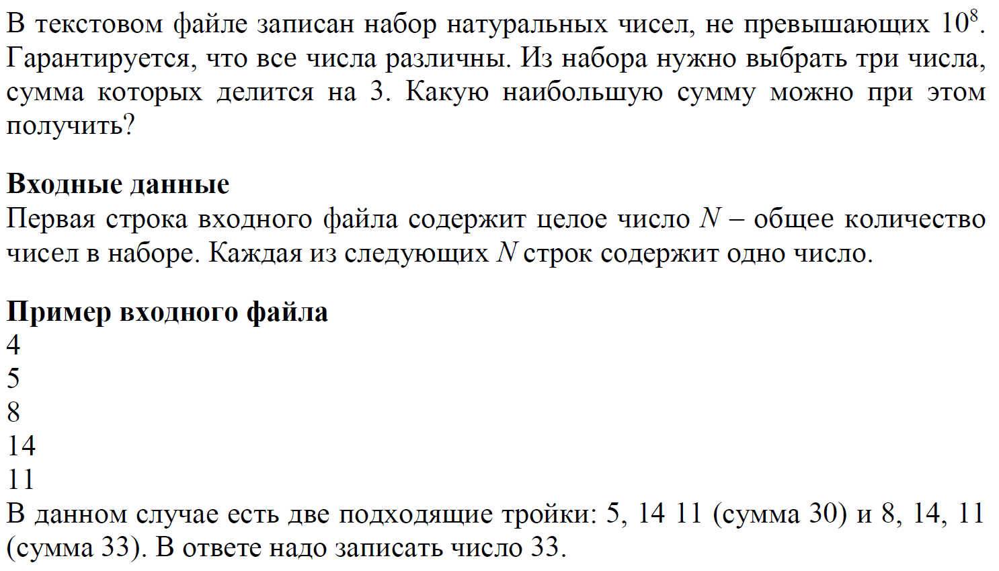 В текстовом файле записан набор натуральных чисел, не превышающих 10⁸.
Гарантируется, что все числа различны. Из набора нужно выбрать три числа,
сумма которых делится на 3. Какую наибольшую сумму можно при этом
получить?
Входные данные
Первая строка входного файла содержит целое число N – общее количество
чисел в наборе. Каждая из следующих N строк содержит одно число.
Пример входного файла
4
5
8
14
11
В данном случае есть две подходящие тройки: 5, 14 11 (сумма 30) и 8, 14, 11
(сумма 33). В ответе надо записать число 33.